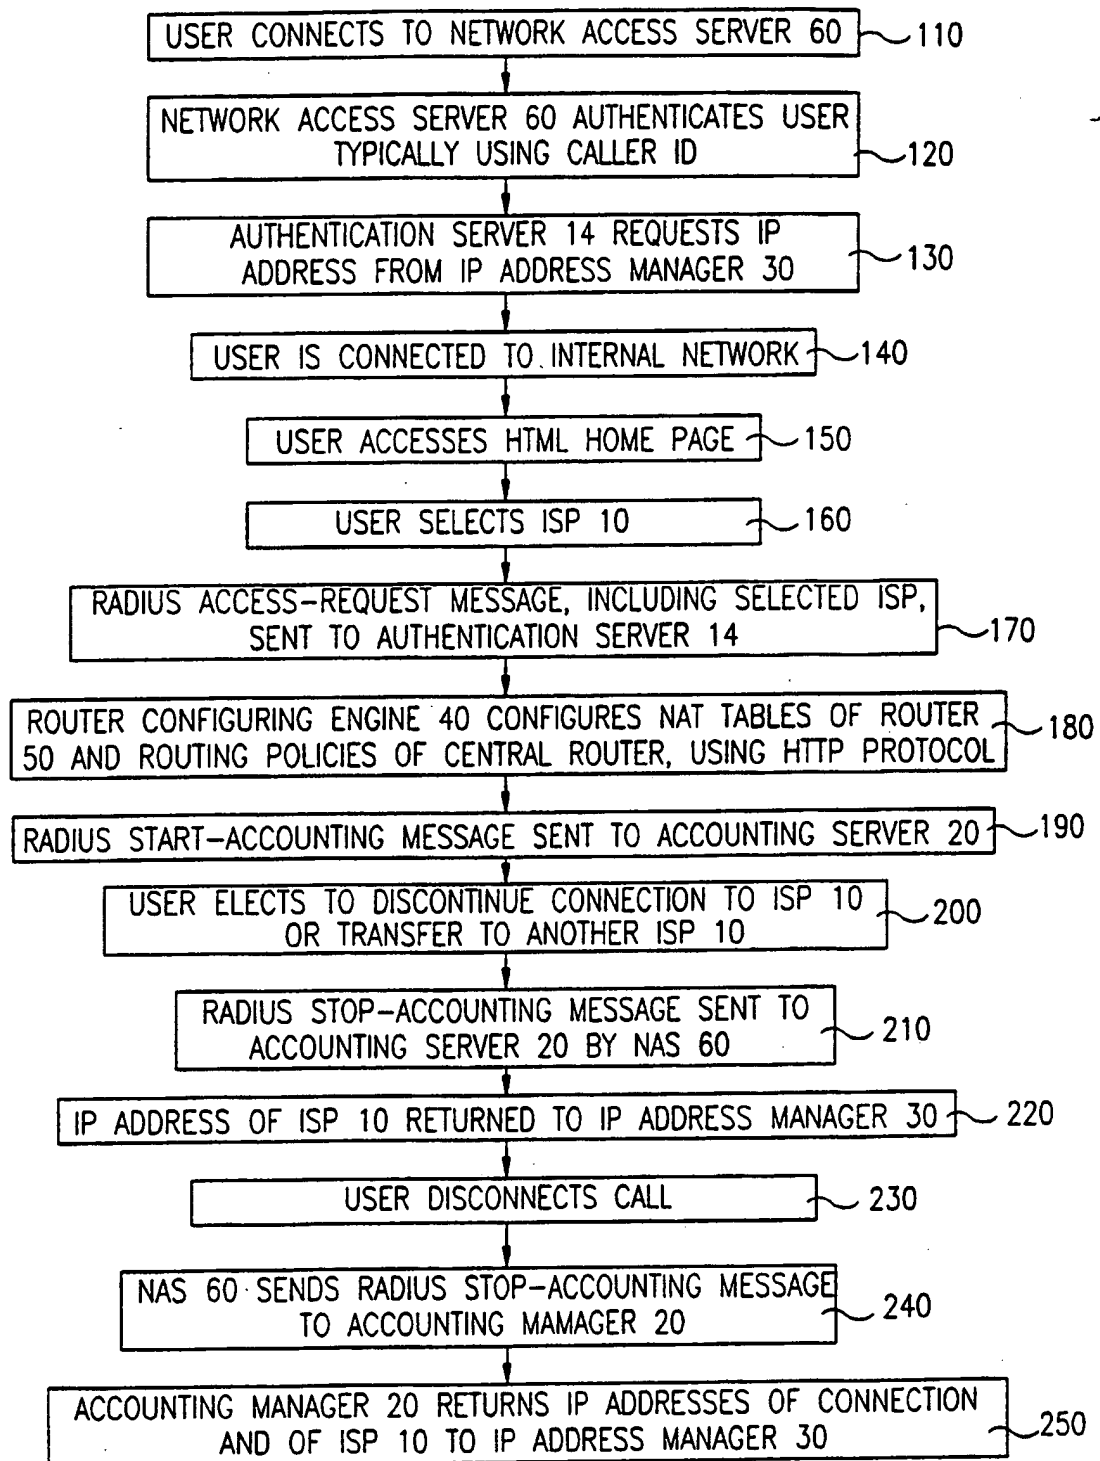 USER CONNECTS TO NETWORK ACCESS SERVER 60
110
NETWORK ACCESS SERVER 60 AUTHENTICATES USER
TYPICALLY USING CALLER ID
120
AUTHENTICATION SERVER 14 REQUESTS IP
ADDRESS FROM IP ADDRESS MANAGER 30
130
USER IS CONNECTED TO INTERNAL NETWORK
140
USER ACCESSES HTML HOME PAGE
150
USER SELECTS ISP 10
160
RADIUS ACCESS-REQUEST MESSAGE, INCLUDING SELECTED ISP,
SENT TO AUTHENTICATION SERVER 14
170
ROUTER CONFIGURING ENGINE 40 CONFIGURES NAT TABLES OF ROUTER
50 AND ROUTING POLICIES OF CENTRAL ROUTER, USING HTTP PROTOCOL
180
RADIUS START-ACCOUNTING MESSAGE SENT TO ACCOUNTING SERVER 20
190
USER ELECTS TO DISCONTINUE CONNECTION TO ISP 10
OR TRANSFER TO ANOTHER ISP 10
200
RADIUS STOP-ACCOUNTING MESSAGE SENT TO
ACCOUNTING SERVER 20 BY NAS 60
210
IP ADDRESS OF ISP 10 RETURNED TO IP ADDRESS MANAGER 30
220
USER DISCONNECTS CALL
230
NAS 60 SENDS RADIUS STOP-ACCOUNTING MESSAGE
TO ACCOUNTING MAMAGER 20
240
ACCOUNTING MANAGER 20 RETURNS IP ADDRESSES OF CONNECTION
AND OF ISP 10 TO IP ADDRESS MANAGER 30
250